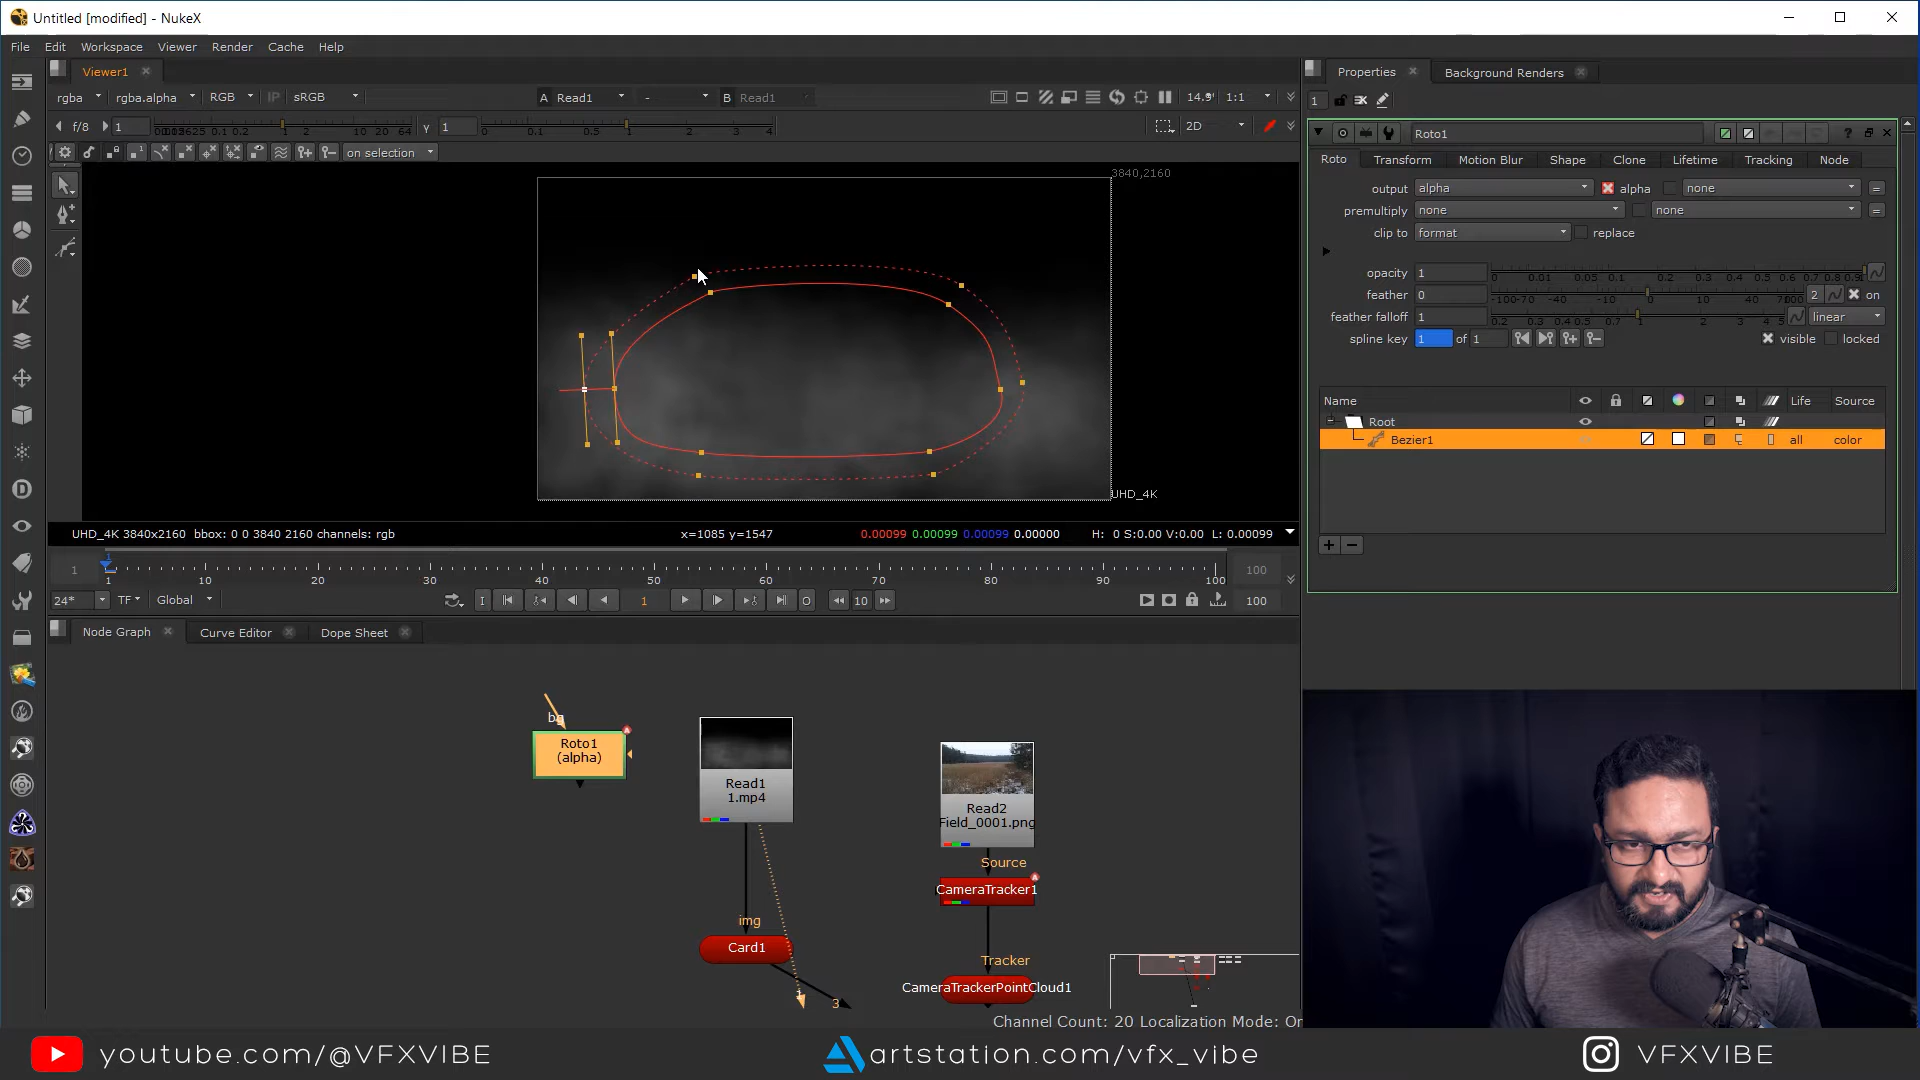 Untitled [modified] - NukeX
File Edit Workspace Viewer Render Cache Help
Viewer1
rgba rgba.alpha RGB IP sRGB A Read1 - B Read1 1:1
f/8 1 Y 1 2D
on selection
3840,2160
UHD_4K
UHD_4K 3840x2160 bbox: 0 0 3840 2160 channels: rgb x=1085 y=1547 0.00099 0.00099 0.00099 0.00000 H: 0 S:0.00 V:0.00 L: 0.00099
1 1 10 20 30 40 50 60 70 80 90 100 100
24* TF Global 1 10 100
Node Graph Curve Editor Dope Sheet
bg
Roto1
(alpha)
Read1
1.mp4
img
Card1
3
Read2
Field_0001.png
Source
CameraTracker1
Tracker
CameraTrackerPointCloud1
Channel Count: 20 Localization Mode: On
Properties Background Renders
1
Roto1
Roto Transform Motion Blur Shape Clone Lifetime Tracking Node
output alpha alpha none =
premultiply none none =
clip to format replace
opacity 1
feather 0 2 on
feather falloff 1 linear
spline key 1 of 1 visible locked
Name Life Source
Root
Bezier1 all color
youtube.com/@VFXVIBE artstation.com/vfx_vibe VFXVIBE